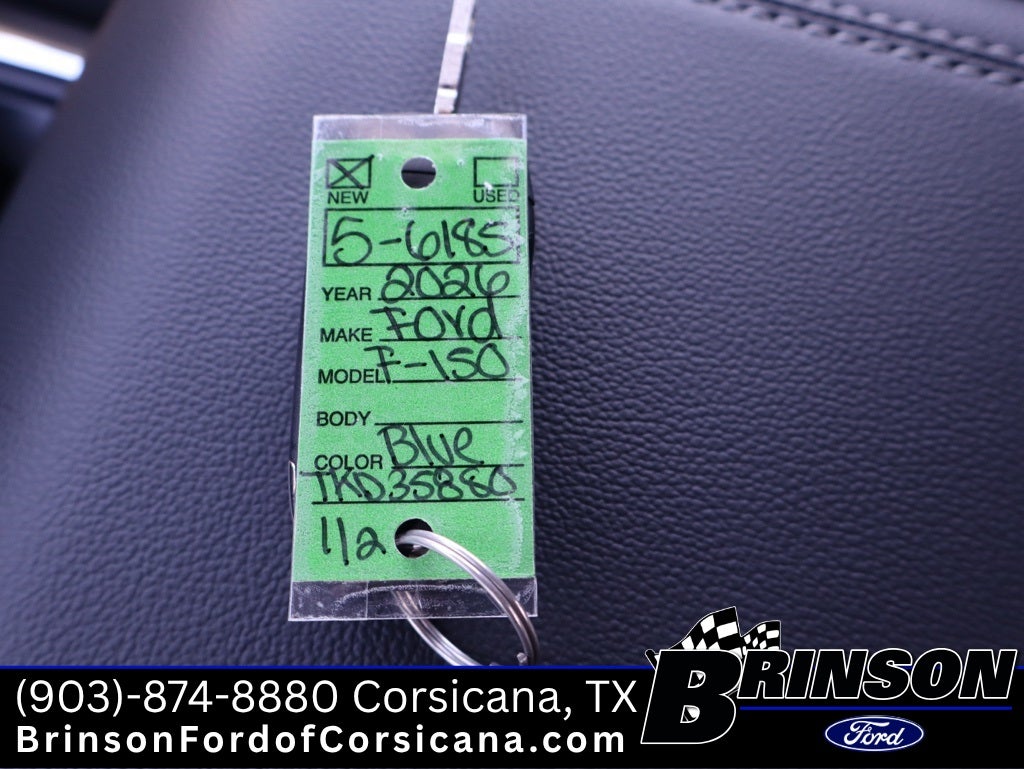 NEW USED
5-6185
YEAR 2026
MAKE Ford
MODEL F-150
BODY
COLOR Blue
TKD35880
1/2
(903)-874-8880 Corsicana, TX
BrinsonFordofCorsicana.com
BRINSON
Ford